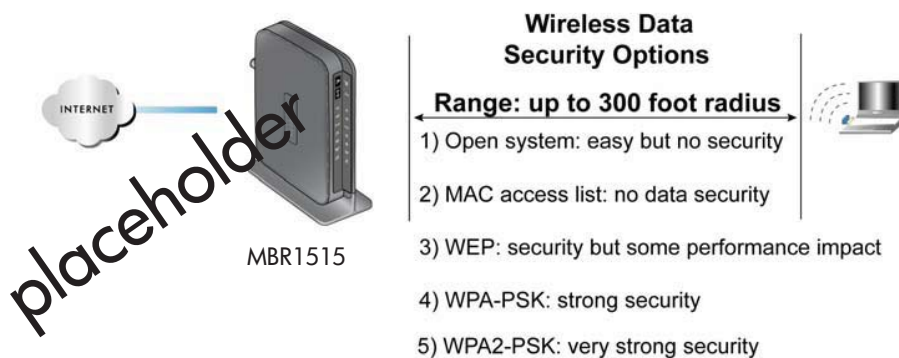 Wireless Data
Security Options
Range: up to 300 foot radius
INTERNET
placeholder
MBR1515
1) Open system: easy but no security
2) MAC access list: no data security
3) WEP: security but some performance impact
4) WPA-PSK: strong security
5) WPA2-PSK: very strong security